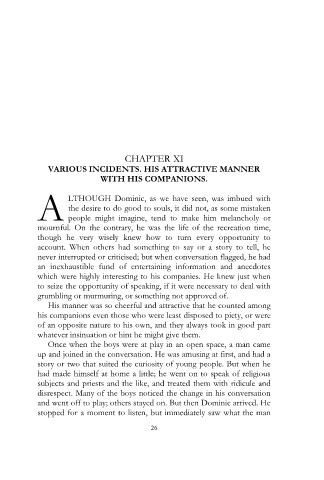 CHAPTER XI
VARIOUS INCIDENTS. HIS ATTRACTIVE MANNER
WITH HIS COMPANIONS.
ALTHOUGH Dominic, as we have seen, was imbued with
the desire to do good to souls, it did not, as some mistaken
people might imagine, tend to make him melancholy or
mournful. On the contrary, he was the life of the recreation time,
though he very wisely knew how to turn every opportunity to
account. When others had something to say or a story to tell, he
never interrupted or criticised; but when conversation flagged, he had
an inexhaustible fund of entertaining information and anecdotes
which were highly interesting to his companies. He knew just when
to seize the opportunity of speaking, if it were necessary to deal with
grumbling or murmuring, or something not approved of.
His manner was so cheerful and attractive that he counted among
his companions even those who were least disposed to piety, or were
of an opposite nature to his own, and they always took in good part
whatever insinuation or hint he might give them.
Once when the boys were at play in an open space, a man came
up and joined in the conversation. He was amusing at first, and had a
story or two that suited the curiosity of young people. But when he
had made himself at home a little; he went on to speak of religious
subjects and priests and the like, and treated them with ridicule and
disrespect. Many of the boys noticed the change in his conversation
and went off to play; others stayed on. But then Dominic arrived. He
stopped for a moment to listen, but immediately saw what the man
26